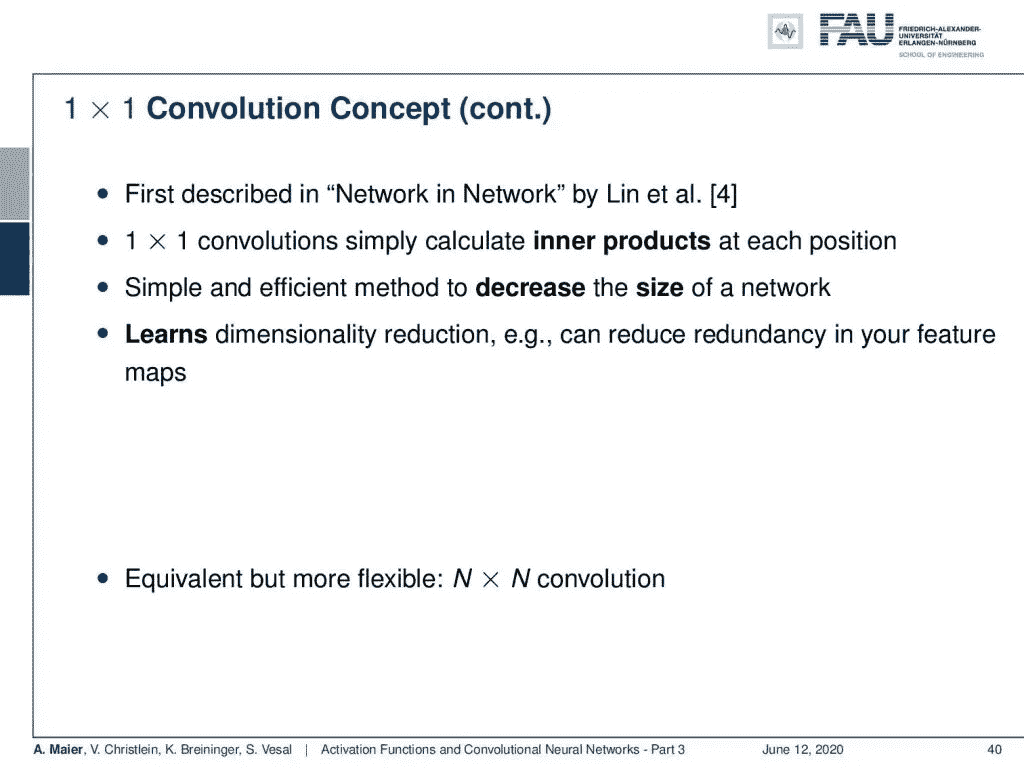 FAU
FRIEDRICH-ALEXANDER-
UNIVERSITÄT
ERLANGEN-NÜRNBERG
SCHOOL OF ENGINEERING
1 × 1 Convolution Concept (cont.)
• First described in “Network in Network” by Lin et al. [4]
• 1 × 1 convolutions simply calculate inner products at each position
• Simple and efficient method to decrease the size of a network
• Learns dimensionality reduction, e.g., can reduce redundancy in your feature
maps
• Equivalent but more flexible: N × N convolution
A. Maier, V. Christlein, K. Breininger, S. Vesal | Activation Functions and Convolutional Neural Networks - Part 3 June 12, 2020 40